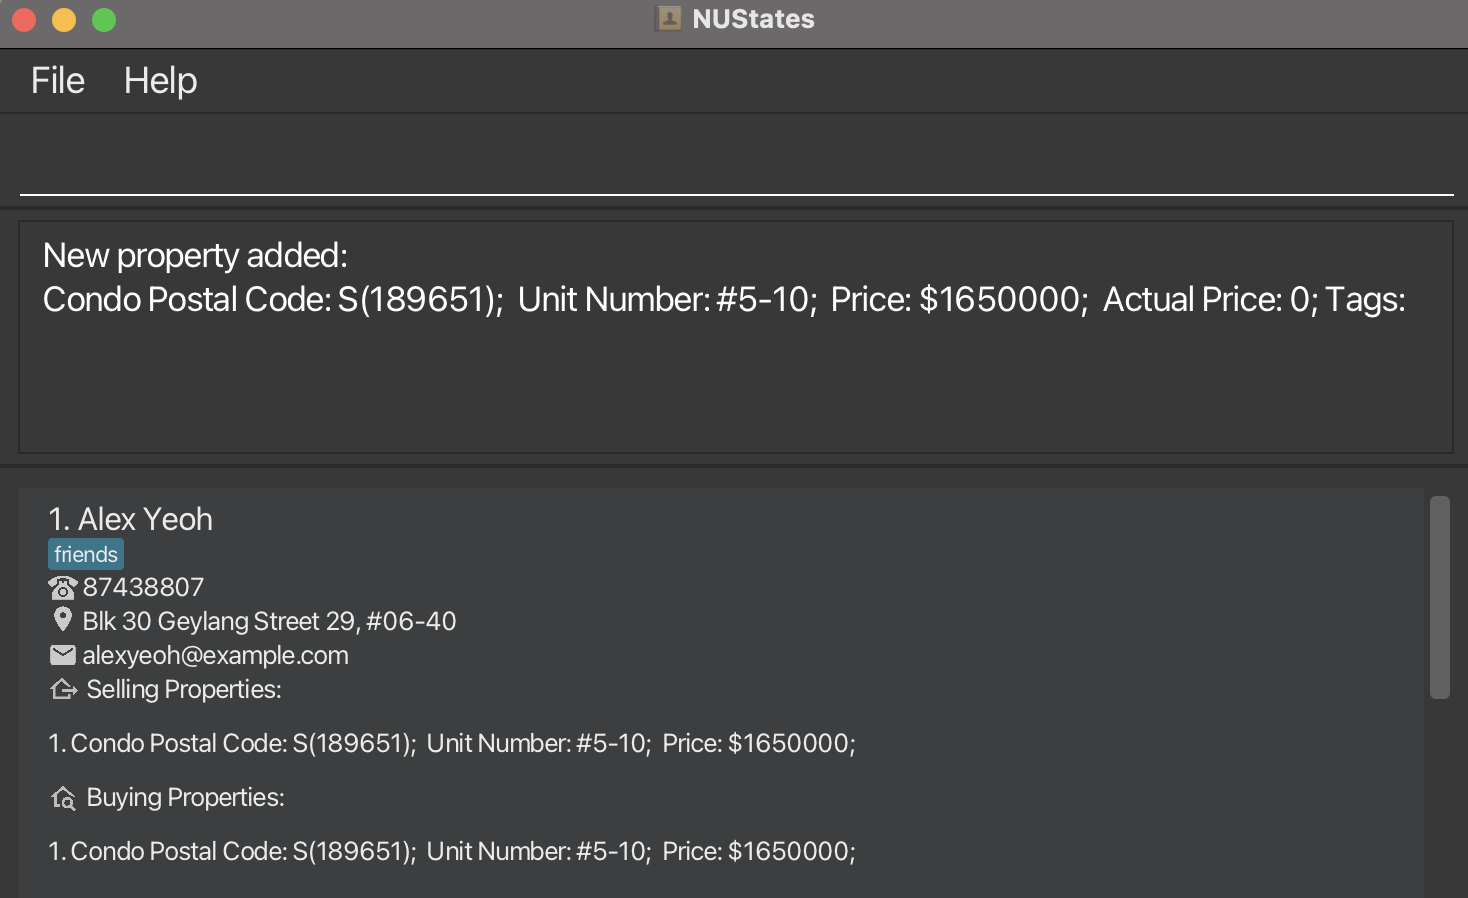 NUStates
File Help
New property added:
Condo Postal Code: S(189651); Unit Number: #5-10; Price: $1650000; Actual Price: 0; Tags:
1. Alex Yeoh
friends
87438807
Blk 30 Geylang Street 29, #06-40
alexyeoh@example.com
Selling Properties:
1. Condo Postal Code: S(189651); Unit Number: #5-10; Price: $1650000;
Buying Properties:
1. Condo Postal Code: S(189651); Unit Number: #5-10; Price: $1650000;